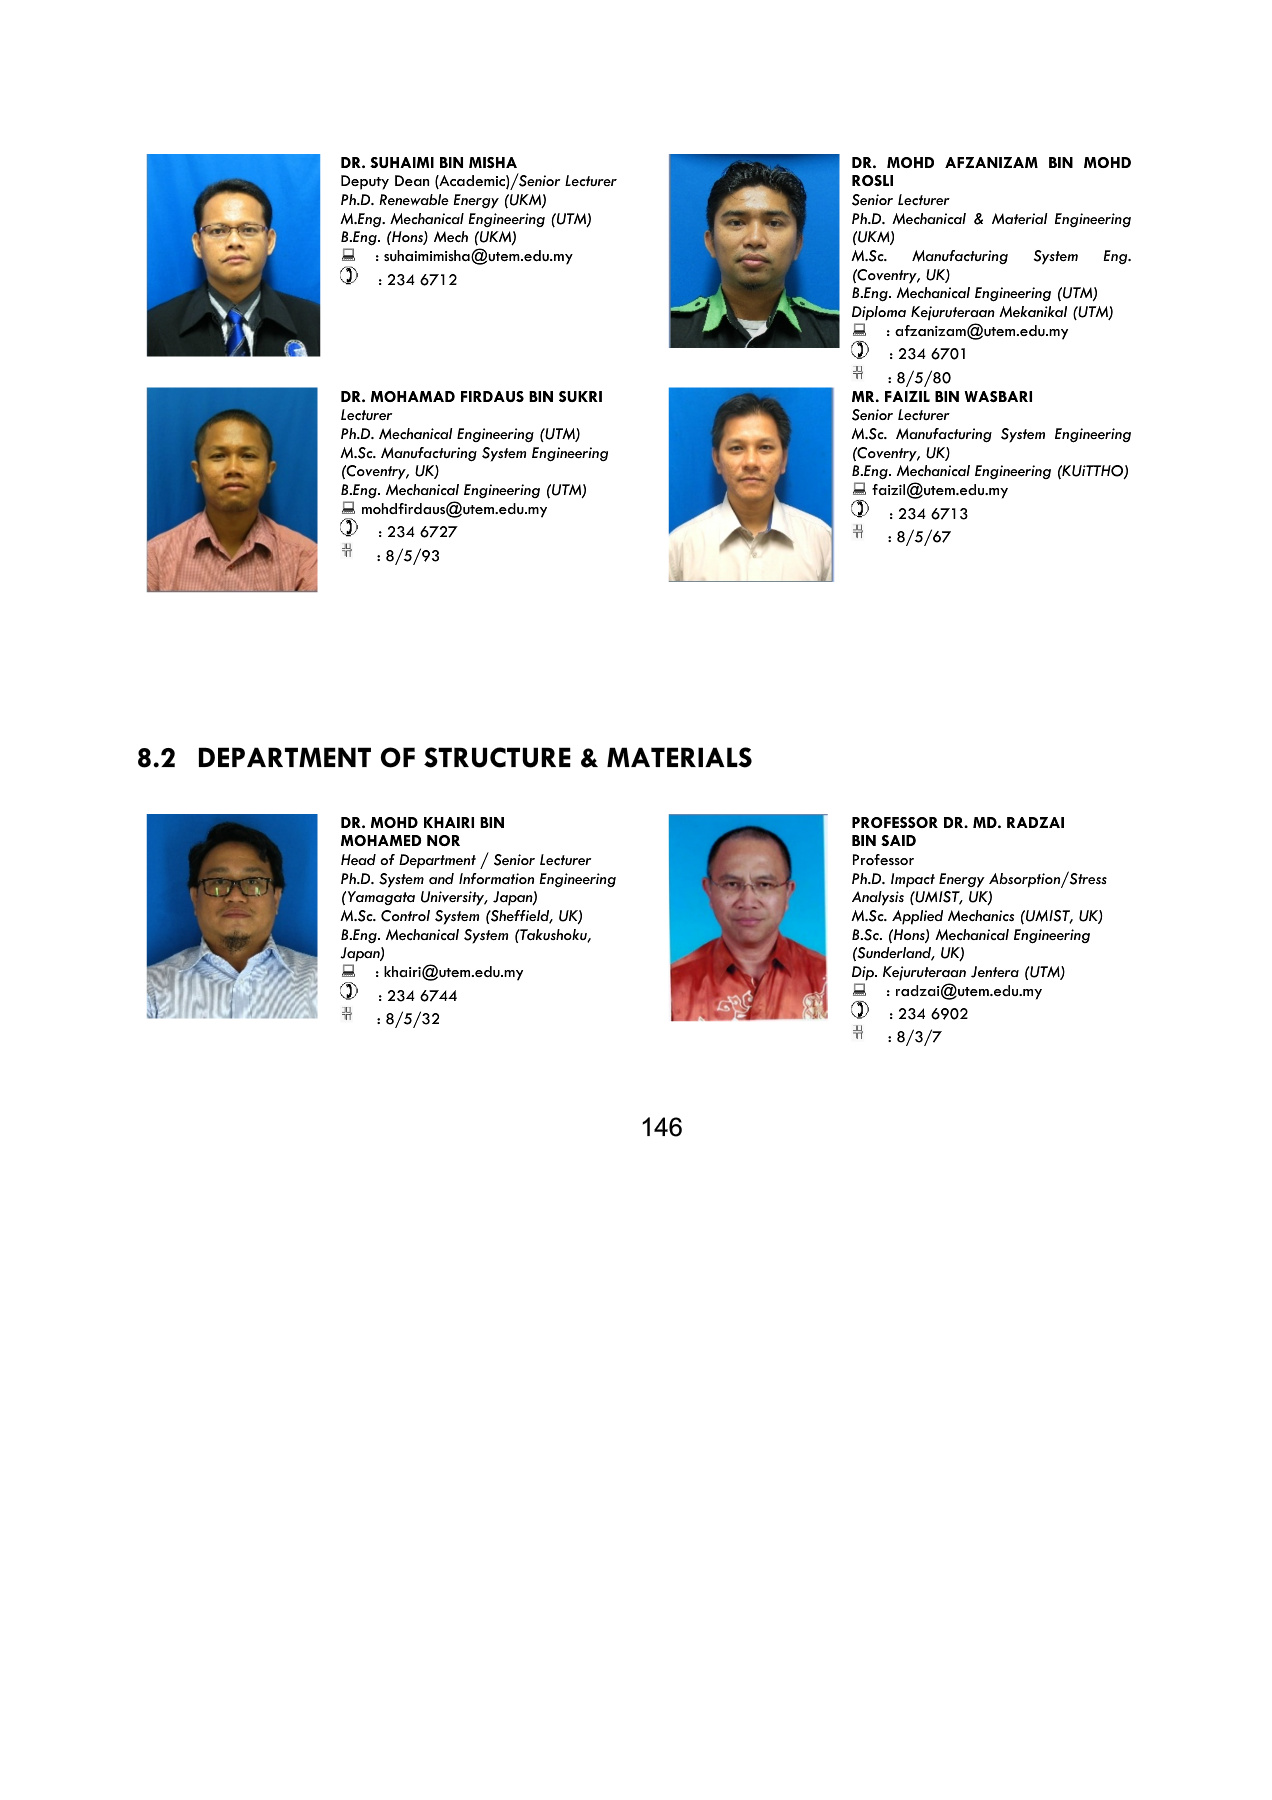 DR. SUHAIMI BIN MISHA
Deputy Dean (Academic)/Senior Lecturer
Ph.D. Renewable Energy (UKM)
M.Eng. Mechanical Engineering (UTM)
B.Eng. (Hons) Mech (UKM)
: suhaimimisha@utem.edu.my
: 234 6712
DR. MOHD AFZANIZAM BIN MOHD
ROSLI
Senior Lecturer
Ph.D. Mechanical & Material Engineering
(UKM)
M.Sc. Manufacturing System Eng.
(Coventry, UK)
B.Eng. Mechanical Engineering (UTM)
Diploma Kejuruteraan Mekanikal (UTM)
: afzanizam@utem.edu.my
: 234 6701
: 8/5/80
DR. MOHAMAD FIRDAUS BIN SUKRI
Lecturer
Ph.D. Mechanical Engineering (UTM)
M.Sc. Manufacturing System Engineering
(Coventry, UK)
B.Eng. Mechanical Engineering (UTM)
mohdfirdaus@utem.edu.my
: 234 6727
: 8/5/93
MR. FAIZIL BIN WASBARI
Senior Lecturer
M.Sc. Manufacturing System Engineering
(Coventry, UK)
B.Eng. Mechanical Engineering (KUiTTHO)
faizil@utem.edu.my
: 234 6713
: 8/5/67
8.2 DEPARTMENT OF STRUCTURE & MATERIALS
DR. MOHD KHAIRI BIN
MOHAMED NOR
Head of Department / Senior Lecturer
Ph.D. System and Information Engineering
(Yamagata University, Japan)
M.Sc. Control System (Sheffield, UK)
B.Eng. Mechanical System (Takushoku,
Japan)
: khairi@utem.edu.my
: 234 6744
: 8/5/32
PROFESSOR DR. MD. RADZAI
BIN SAID
Professor
Ph.D. Impact Energy Absorption/Stress
Analysis (UMIST, UK)
M.Sc. Applied Mechanics (UMIST, UK)
B.Sc. (Hons) Mechanical Engineering
(Sunderland, UK)
Dip. Kejuruteraan Jentera (UTM)
: radzai@utem.edu.my
: 234 6902
: 8/3/7
146